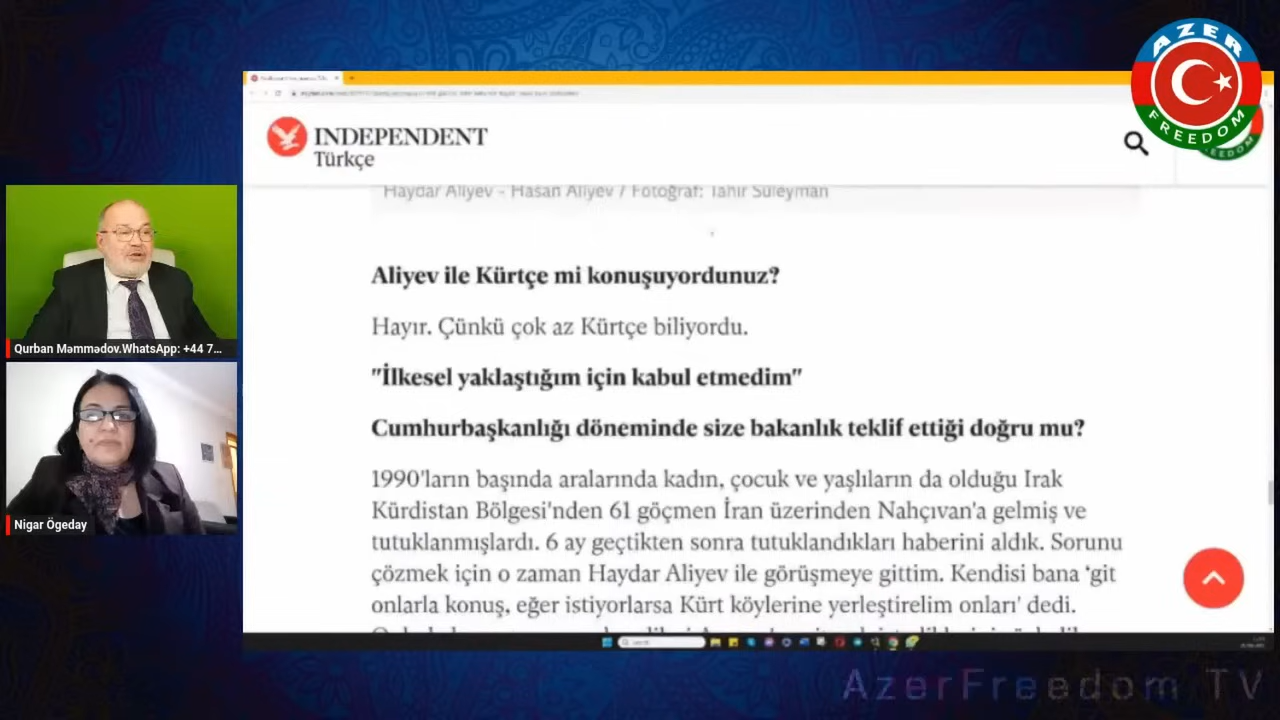 AZER
FREEDOM
INDEPENDENT
Türkçe
Haydar Aliyev - Hasan Aliyev / Fotoğraf: Tahir Süleyman
Aliyev ile Kürtçe mi konuşuyordunuz?
Hayır. Çünkü çok az Kürtçe biliyordu.
"İlkesel yaklaştığım için kabul etmedim"
Cumhurbaşkanlığı döneminde size bakanlık teklif ettiği doğru mu?
1990'ların başında aralarında kadın, çocuk ve yaşlıların da olduğu Irak
Kürdistan Bölgesi'nden 61 göçmen İran üzerinden Nahçıvan'a gelmiş ve
tutuklanmışlardı. 6 ay geçtikten sonra tutuklandıkları haberini aldık. Sorunu
çözmek için o zaman Haydar Aliyev ile görüşmeye gittim. Kendisi bana 'git
onlarla konuş, eğer istiyorlarsa Kürt köylerine yerleştirelim onları' dedi.
Qurban Məmmədov.WhatsApp: +44 7...
Nigar Ögeday
AzerFreedom TV